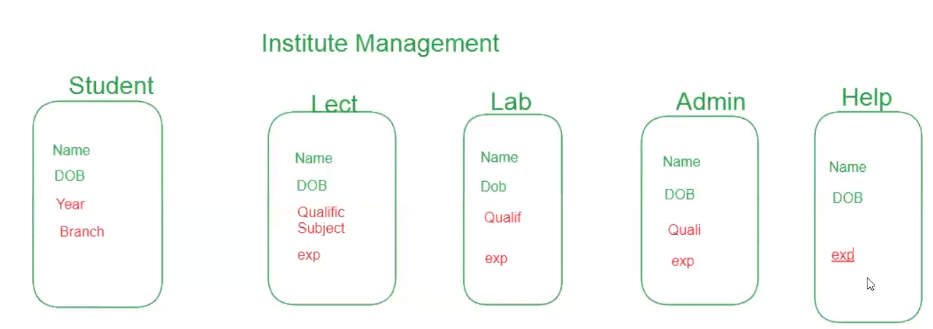 Institute Management
Student
Name
DOB
Year
Branch
Lect
Name
DOB
Qualific
Subject
exp
Lab
Name
Dob
Qualif
exp
Admin
Name
DOB
Quali
exp
Help
Name
DOB
exp